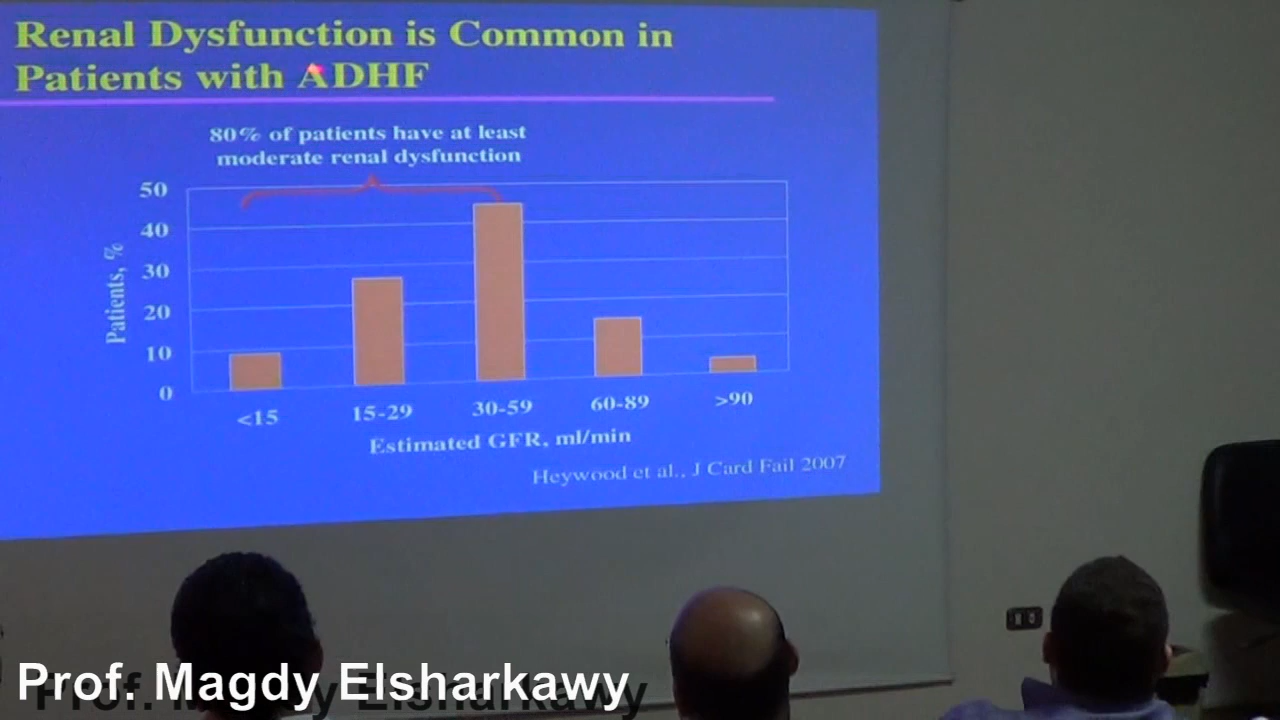 Renal Dysfunction is Common in
Patients with ADHF
80% of patients have at least
moderate renal dysfunction
50
40
30
20
10
0
Patients, %
<15 15-29 30-59 60-89 >90
Estimated GFR, ml/min
Heywood et al., J Card Fail 2007
Prof. Magdy Elsharkawy